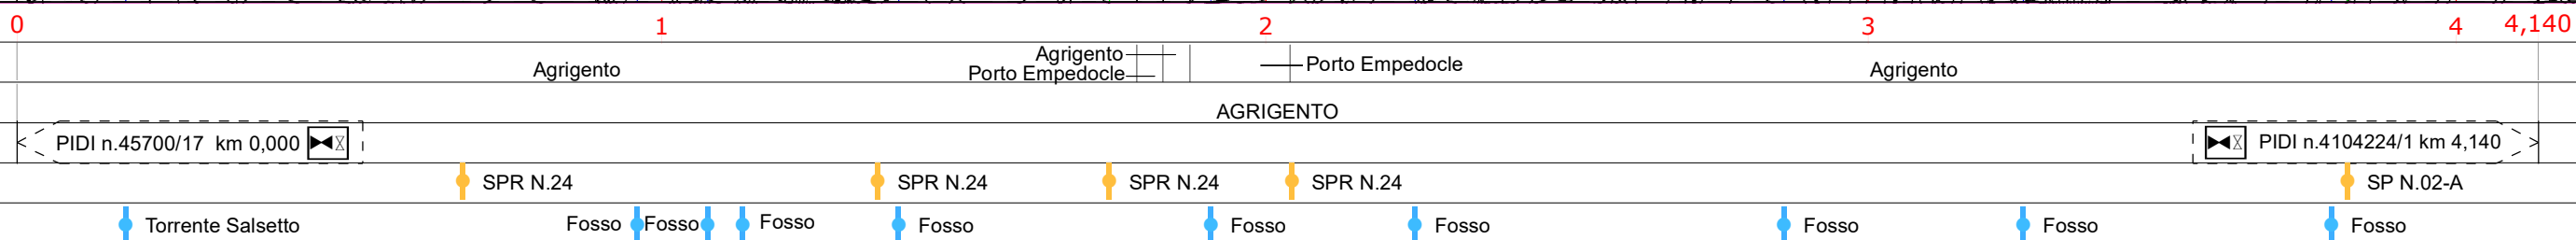 0 1 2 3 4 4,140
Agrigento
Porto Empedocle
Agrigento Porto Empedocle Agrigento
AGRIGENTO
PIDI n.45700/17 km 0,000 PIDI n.4104224/1 km 4,140
SPR N.24 SPR N.24 SPR N.24 SPR N.24 SP N.02-A
Torrente Salsetto Fosso Fosso Fosso Fosso Fosso Fosso Fosso Fosso Fosso